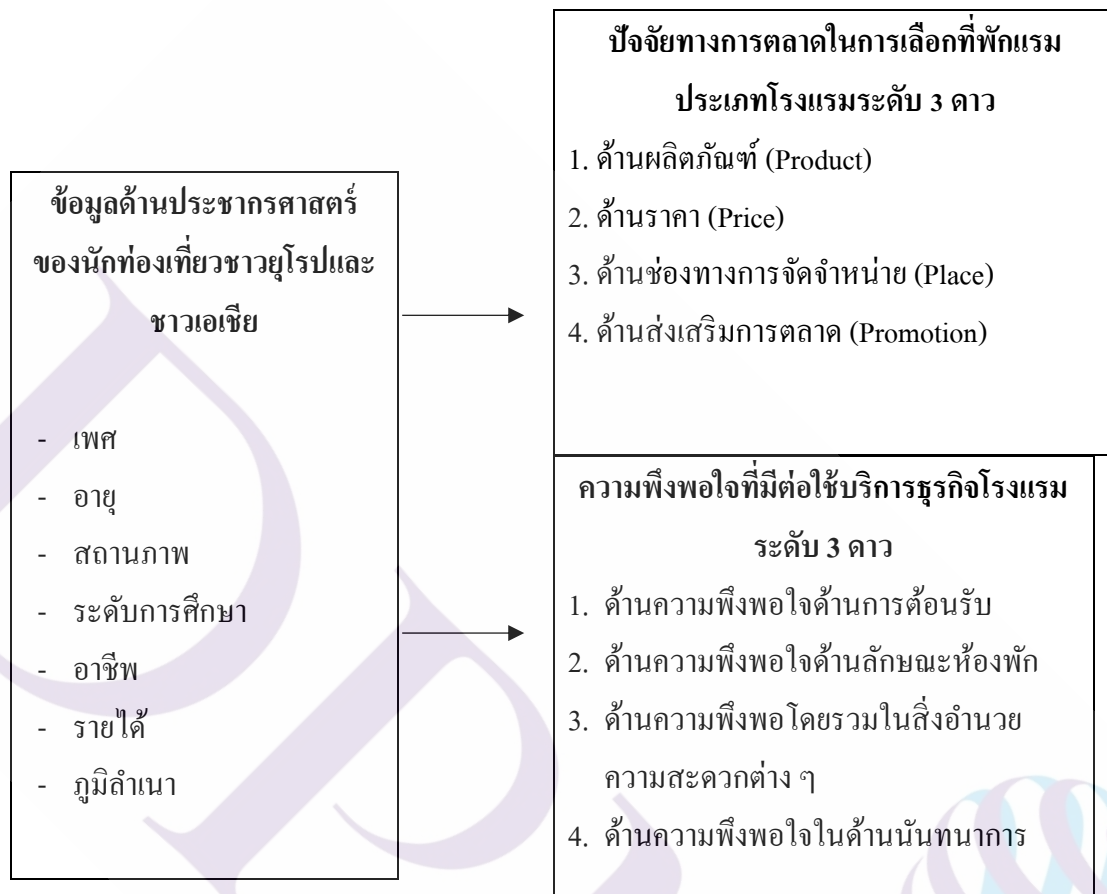 ข้อมูลด้านประชากรศาสตร์
ของนักท่องเที่ยวชาวยุโรปและ
ชาวเอเชีย
- เพศ
- อายุ
- สถานภาพ
- ระดับการศึกษา
- อาชีพ
- รายได้
- ภูมิลำเนา
ปัจจัยทางการตลาดในการเลือกที่พักแรม
ประเภทโรงแรมระดับ 3 ดาว
1. ด้านผลิตภัณฑ์ (Product)
2. ด้านราคา (Price)
3. ด้านช่องทางการจัดจำหน่าย (Place)
4. ด้านส่งเสริมการตลาด (Promotion)
ความพึงพอใจที่มีต่อใช้บริการธุรกิจโรงแรม
ระดับ 3 ดาว
1. ด้านความพึงพอใจด้านการต้อนรับ
2. ด้านความพึงพอใจด้านลักษณะห้องพัก
3. ด้านความพึงพอโดยรวมในสิ่งอำนวย
ความสะดวกต่าง ๆ
4. ด้านความพึงพอใจในด้านนันทนาการ